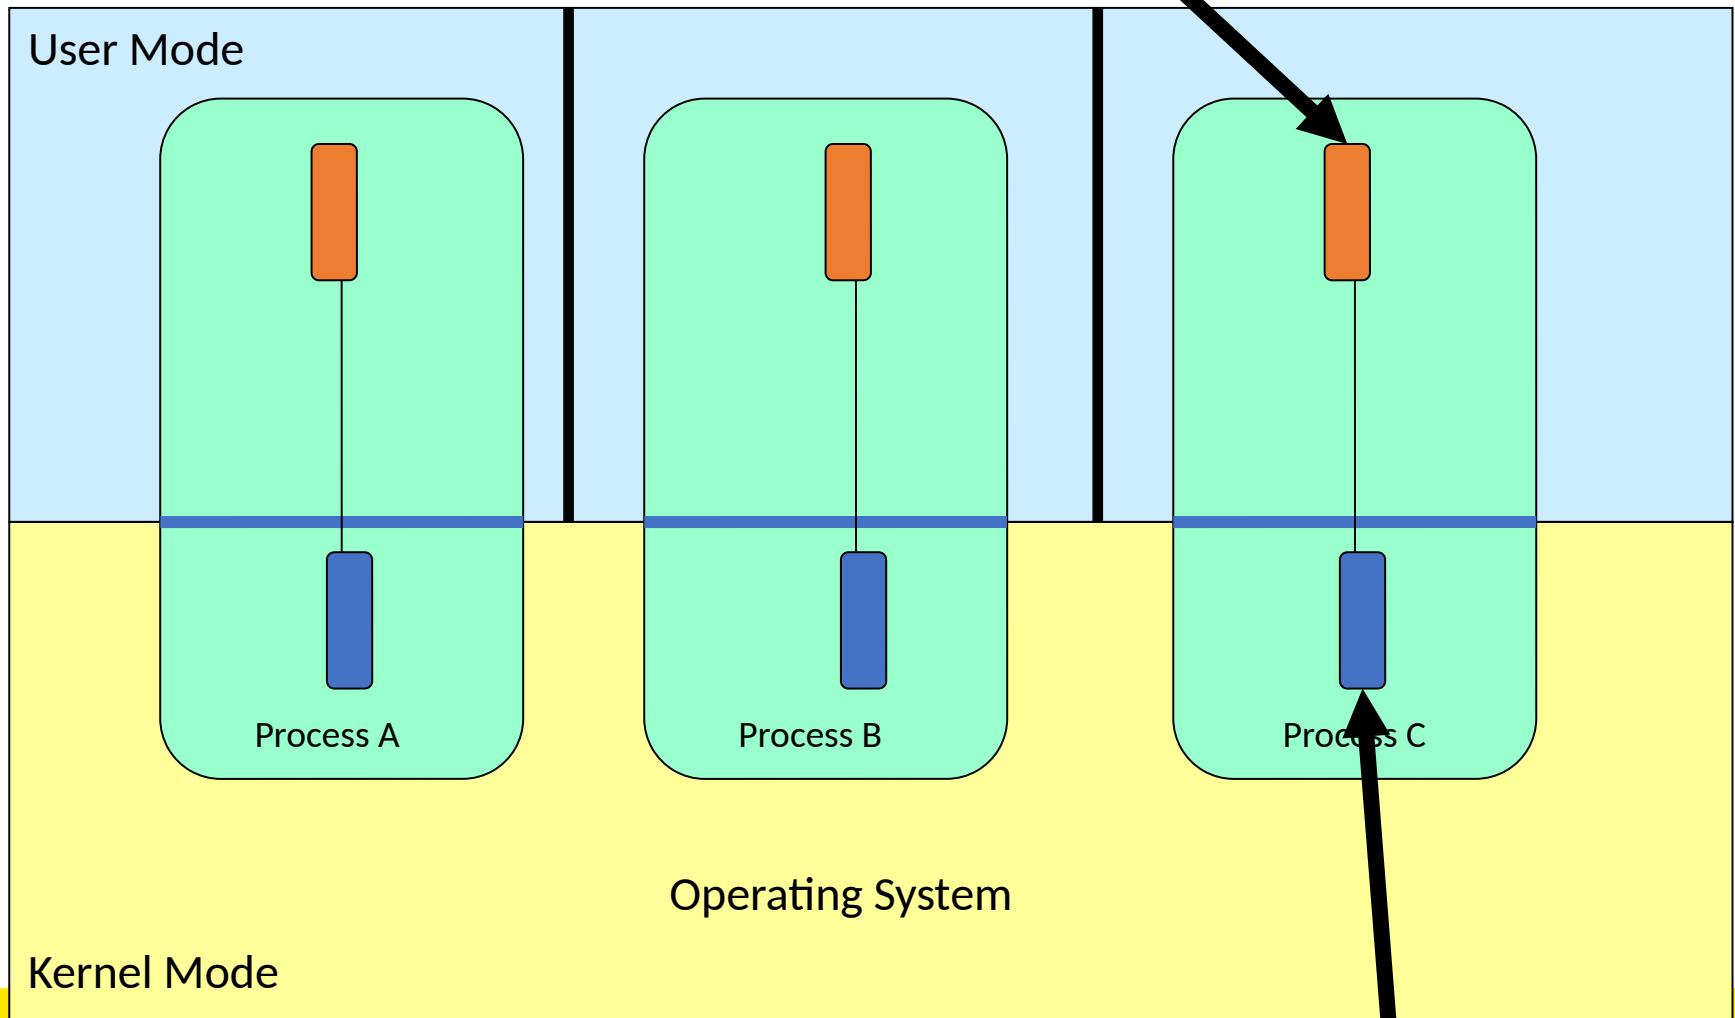 User Mode
Process A
Process B
Process C
Operating System
Kernel Mode